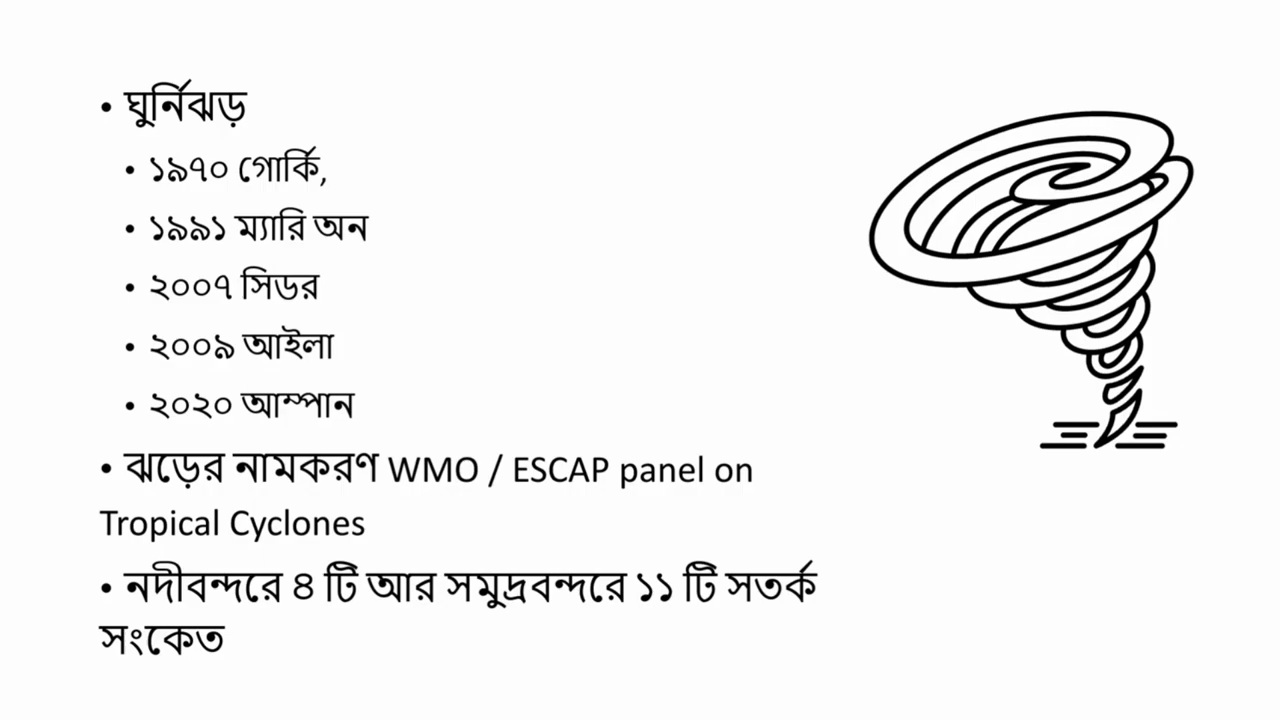 • ঘুর্নিঝড়
• ১৯৭০ গোর্কি,
• ১৯৯১ ম্যারি অন
• ২০০৭ সিডর
• ২০০৯ আইলা
• ২০২০ আম্পান
• ঝড়ের নামকরণ WMO / ESCAP panel on
Tropical Cyclones
• নদীবন্দরে ৪ টি আর সমুদ্রবন্দরে ১১ টি সতর্ক
সংকেত